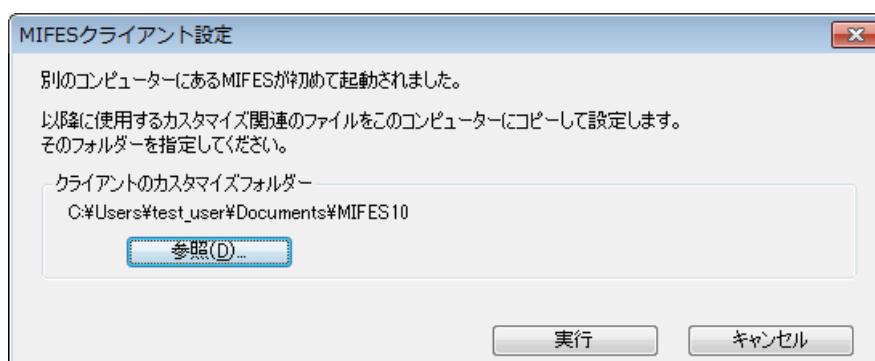 MIFESクライアント設定
別のコンピューターにあるMIFESが初めて起動されました。
以降に使用するカスタマイズ関連のファイルをこのコンピューターにコピーして設定します。
そのフォルダーを指定してください。
クライアントのカスタマイズフォルダー
C:¥Users¥test_user¥Documents¥MIFES10
参照(D)...
実行
キャンセル